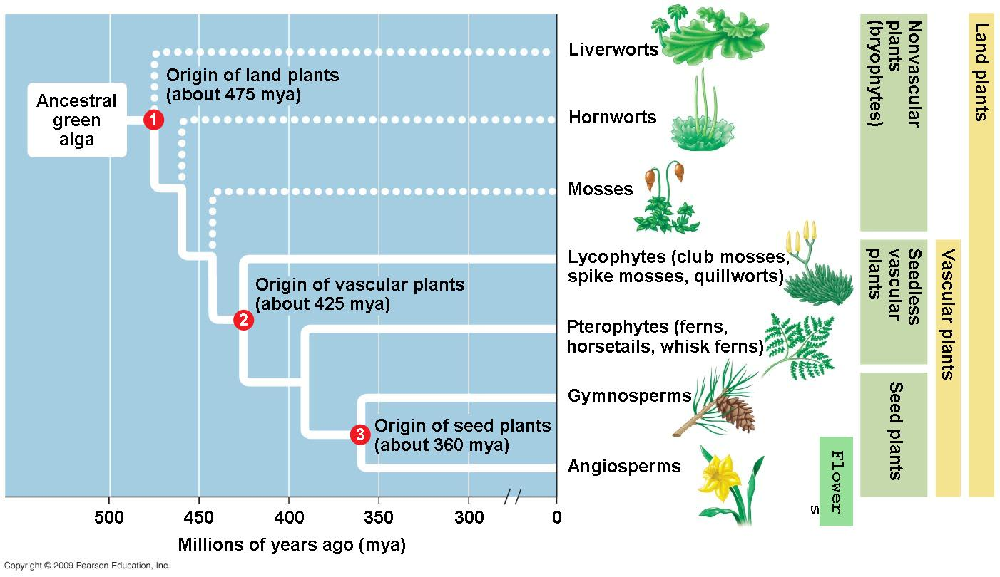 Ancestral
green
alga
1
Origin of land plants
(about 475 mya)
2
Origin of vascular plants
(about 425 mya)
3
Origin of seed plants
(about 360 mya)
Liverworts
Hornworts
Mosses
Lycophytes (club mosses,
spike mosses, quillworts)
Pterophytes (ferns,
horsetails, whisk ferns)
Gymnosperms
Angiosperms
Nonvascular
plants
(bryophytes)
Seedless
vascular
plants
Seed plants
Flower
s
Vascular plants
Land plants
500
450
400
350
300
0
Millions of years ago (mya)
Copyright © 2009 Pearson Education, Inc.